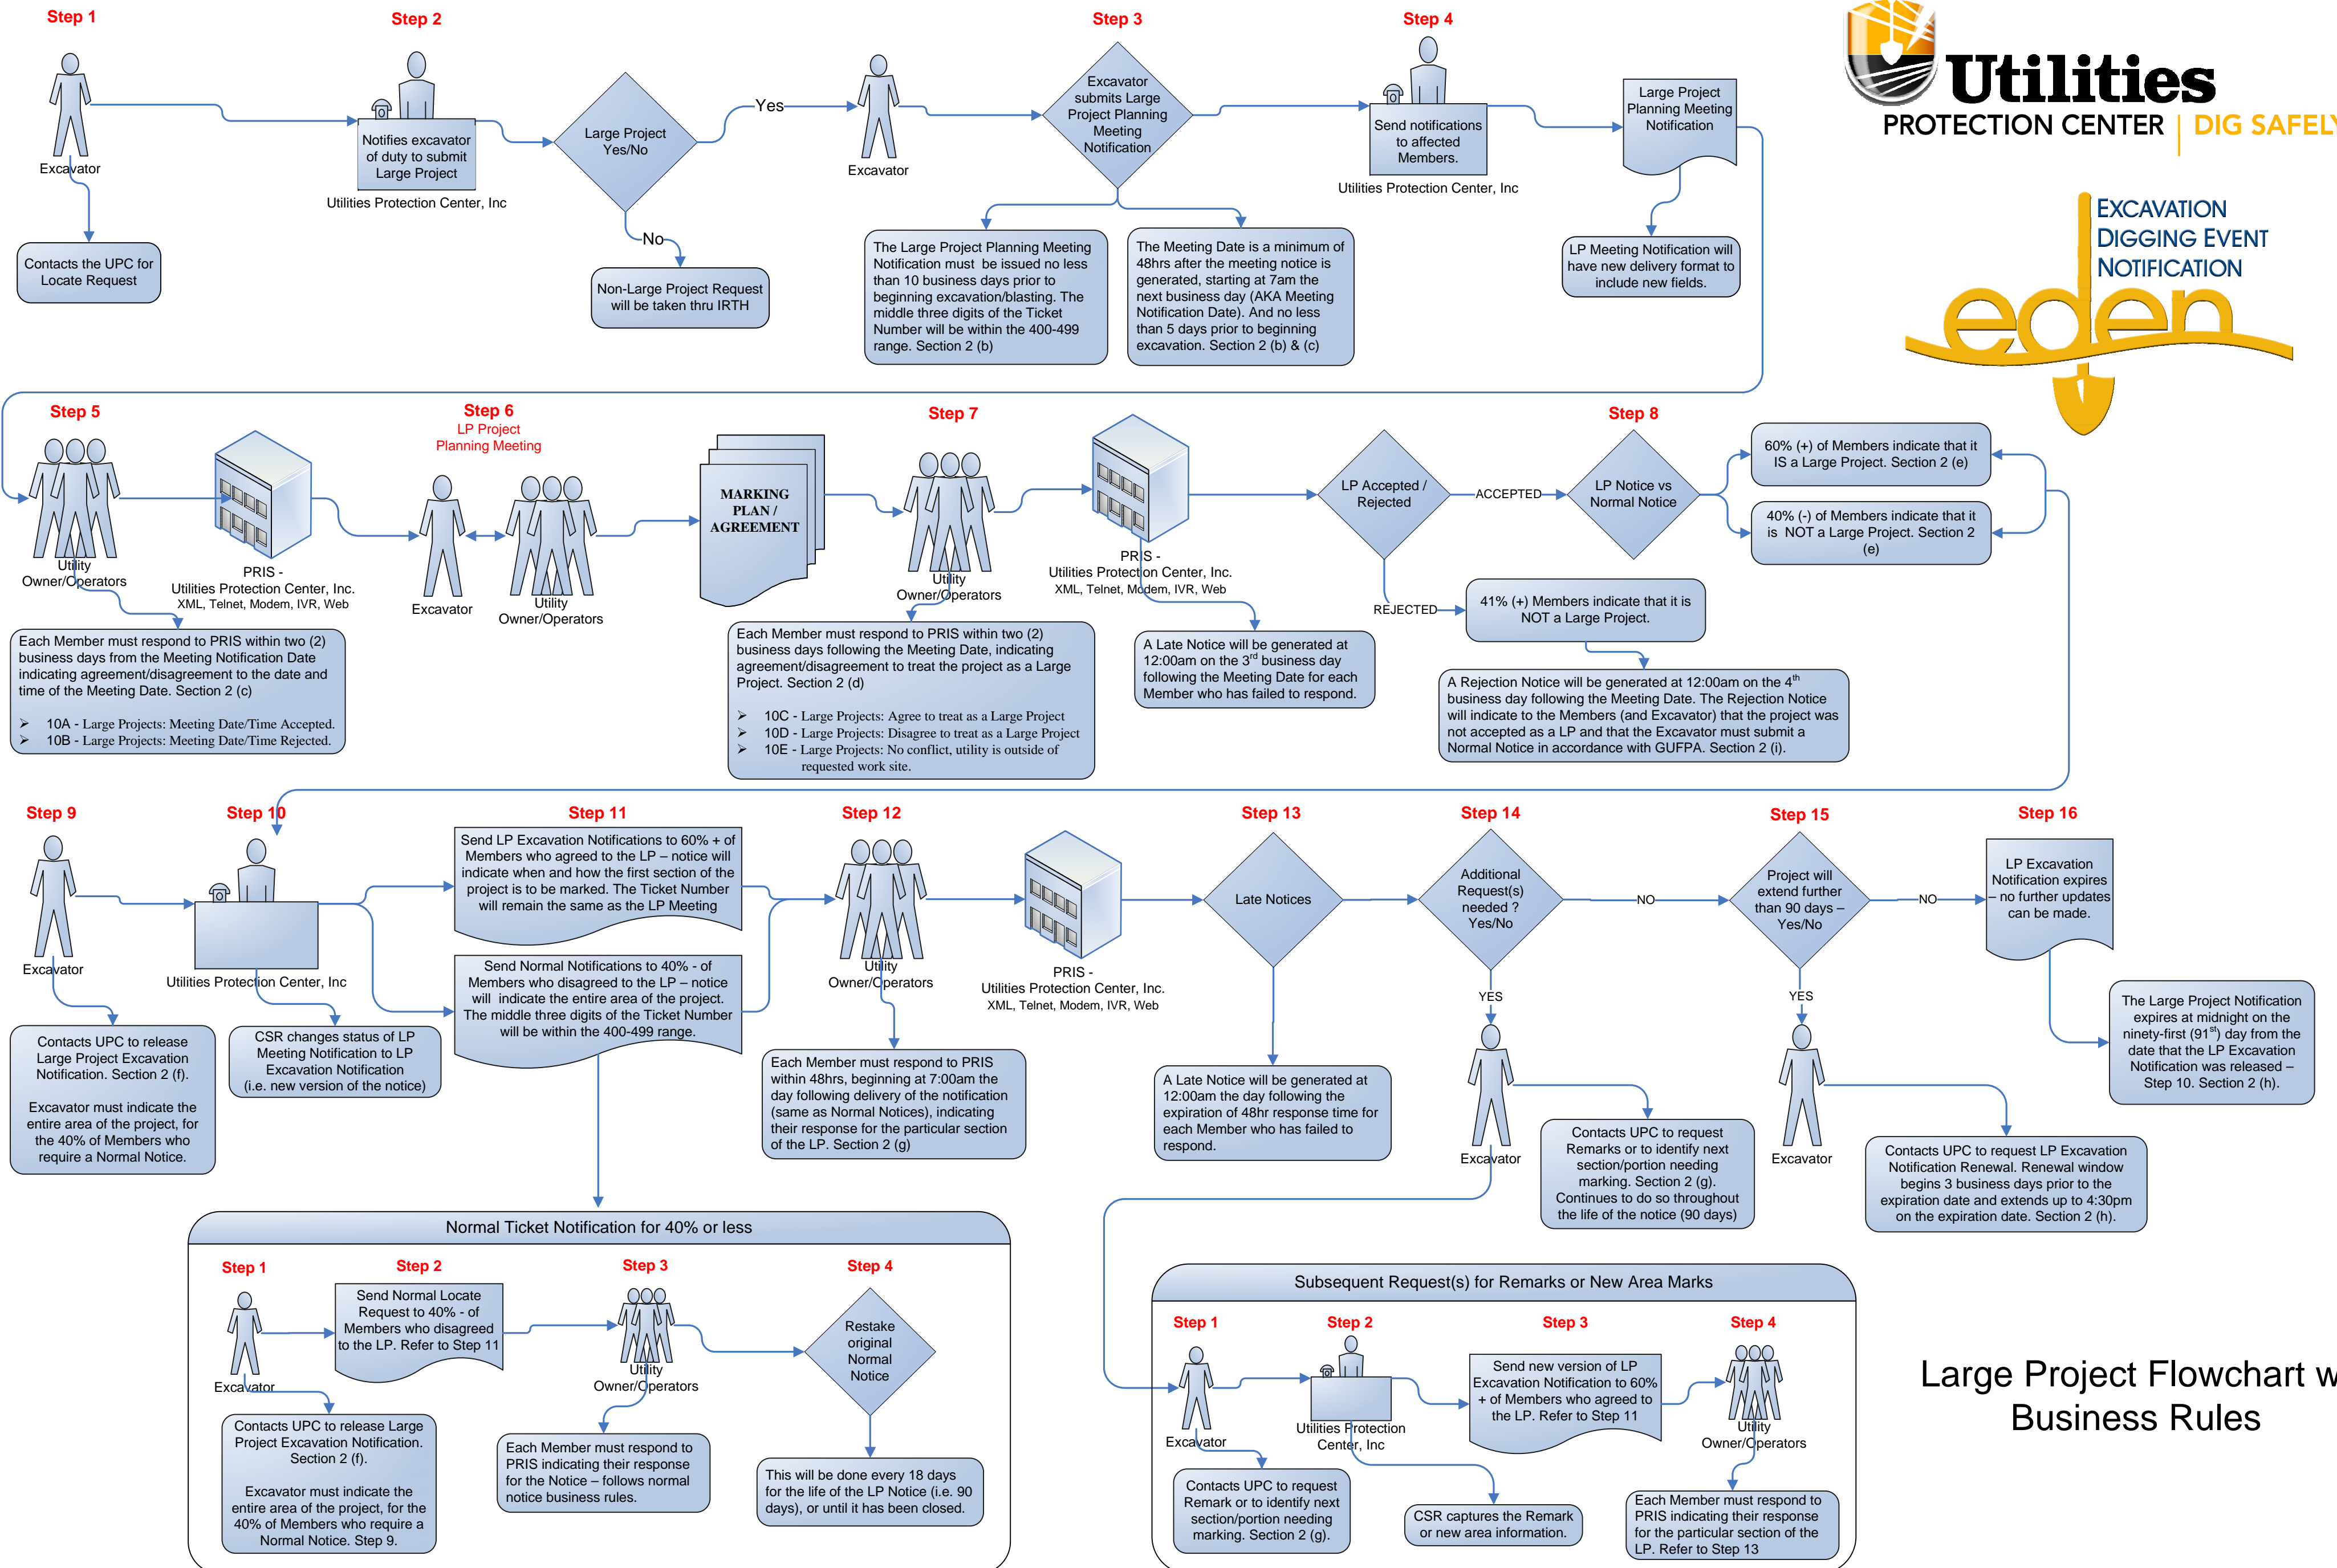 Step 1
Step 2
Step 3
Step 4
Utilities
PROTECTION CENTER | DIG SAFELY
EXCAVATION
DIGGING EVENT
NOTIFICATION
eden
Excavator
Contacts the UPC for
Locate Request
Notifies excavator
of duty to submit
Large Project
Utilities Protection Center, Inc
Large Project
Yes/No
Yes
No
Non-Large Project Request
will be taken thru IRTH
Excavator
Excavator
submits Large
Project Planning
Meeting
Notification
The Large Project Planning Meeting
Notification must be issued no less
than 10 business days prior to
beginning excavation/blasting. The
middle three digits of the Ticket
Number will be within the 400-499
range. Section 2 (b)
The Meeting Date is a minimum of
48hrs after the meeting notice is
generated, starting at 7am the
next business day (AKA Meeting
Notification Date). And no less
than 5 days prior to beginning
excavation. Section 2 (b) & (c)
Send notifications
to affected
Members.
Utilities Protection Center, Inc
Large Project
Planning Meeting
Notification
LP Meeting Notification will
have new delivery format to
include new fields.
Step 5
Step 6
LP Project
Planning Meeting
Step 7
Step 8
Utility
Owner/Operators
PRIS -
Utilities Protection Center, Inc.
XML, Telnet, Modem, IVR, Web
Each Member must respond to PRIS within two (2)
business days from the Meeting Notification Date
indicating agreement/disagreement to the date and
time of the Meeting Date. Section 2 (c)
➢ 10A - Large Projects: Meeting Date/Time Accepted.
➢ 10B - Large Projects: Meeting Date/Time Rejected.
Excavator
Utility
Owner/Operators
MARKING
PLAN /
AGREEMENT
Utility
Owner/Operators
Each Member must respond to PRIS within two (2)
business days following the Meeting Date, indicating
agreement/disagreement to treat the project as a Large
Project. Section 2 (d)
➢ 10C - Large Projects: Agree to treat as a Large Project
➢ 10D - Large Projects: Disagree to treat as a Large Project
➢ 10E - Large Projects: No conflict, utility is outside of
requested work site.
PRIS -
Utilities Protection Center, Inc.
XML, Telnet, Modem, IVR, Web
A Late Notice will be generated at
12:00am on the 3rd business day
following the Meeting Date for each
Member who has failed to respond.
LP Accepted /
Rejected
ACCEPTED
REJECTED
LP Notice vs
Normal Notice
60% (+) of Members indicate that it
IS a Large Project. Section 2 (e)
40% (-) of Members indicate that it
is NOT a Large Project. Section 2
(e)
41% (+) Members indicate that it is
NOT a Large Project.
A Rejection Notice will be generated at 12:00am on the 4th
business day following the Meeting Date. The Rejection Notice
will indicate to the Members (and Excavator) that the project was
not accepted as a LP and that the Excavator must submit a
Normal Notice in accordance with GUFPA. Section 2 (i).
Step 9
Step 10
Step 11
Step 12
Step 13
Step 14
Step 15
Step 16
Excavator
Contacts UPC to release
Large Project Excavation
Notification. Section 2 (f).
Excavator must indicate the
entire area of the project, for
the 40% of Members who
require a Normal Notice.
Utilities Protection Center, Inc
CSR changes status of LP
Meeting Notification to LP
Excavation Notification
(i.e. new version of the notice)
Send LP Excavation Notifications to 60% + of
Members who agreed to the LP – notice will
indicate when and how the first section of the
project is to be marked. The Ticket Number
will remain the same as the LP Meeting
Send Normal Notifications to 40% - of
Members who disagreed to the LP – notice
will indicate the entire area of the project.
The middle three digits of the Ticket Number
will be within the 400-499 range.
Utility
Owner/Operators
Each Member must respond to PRIS
within 48hrs, beginning at 7:00am the
day following delivery of the notification
(same as Normal Notices), indicating
their response for the particular section
of the LP. Section 2 (g)
PRIS -
Utilities Protection Center, Inc.
XML, Telnet, Modem, IVR, Web
Late Notices
A Late Notice will be generated at
12:00am the day following the
expiration of 48hr response time for
each Member who has failed to
respond.
Additional
Request(s)
needed ?
Yes/No
NO
YES
Excavator
Contacts UPC to request
Remarks or to identify next
section/portion needing
marking. Section 2 (g).
Continues to do so throughout
the life of the notice (90 days)
Project will
extend further
than 90 days –
Yes/No
NO
YES
Excavator
Contacts UPC to request LP Excavation
Notification Renewal. Renewal window
begins 3 business days prior to the
expiration date and extends up to 4:30pm
on the expiration date. Section 2 (h).
LP Excavation
Notification expires
– no further updates
can be made.
The Large Project Notification
expires at midnight on the
ninety-first (91st) day from the
date that the LP Excavation
Notification was released –
Step 10. Section 2 (h).
Normal Ticket Notification for 40% or less
Step 1
Step 2
Step 3
Step 4
Excavator
Contacts UPC to release Large
Project Excavation Notification.
Section 2 (f).
Excavator must indicate the
entire area of the project, for the
40% of Members who require a
Normal Notice. Step 9.
Send Normal Locate
Request to 40% - of
Members who disagreed
to the LP. Refer to Step 11
Utility
Owner/Operators
Each Member must respond to
PRIS indicating their response
for the Notice – follows normal
notice business rules.
Restake
original
Normal
Notice
This will be done every 18 days
for the life of the LP Notice (i.e. 90
days), or until it has been closed.
Subsequent Request(s) for Remarks or New Area Marks
Step 1
Step 2
Step 3
Step 4
Excavator
Contacts UPC to request
Remark or to identify next
section/portion needing
marking. Section 2 (g).
Utilities Protection
Center, Inc
CSR captures the Remark
or new area information.
Send new version of LP
Excavation Notification to 60%
+ of Members who agreed to
the LP. Refer to Step 11
Utility
Owner/Operators
Each Member must respond to
PRIS indicating their response
for the particular section of the
LP. Refer to Step 13
Large Project Flowchart w
Business Rules